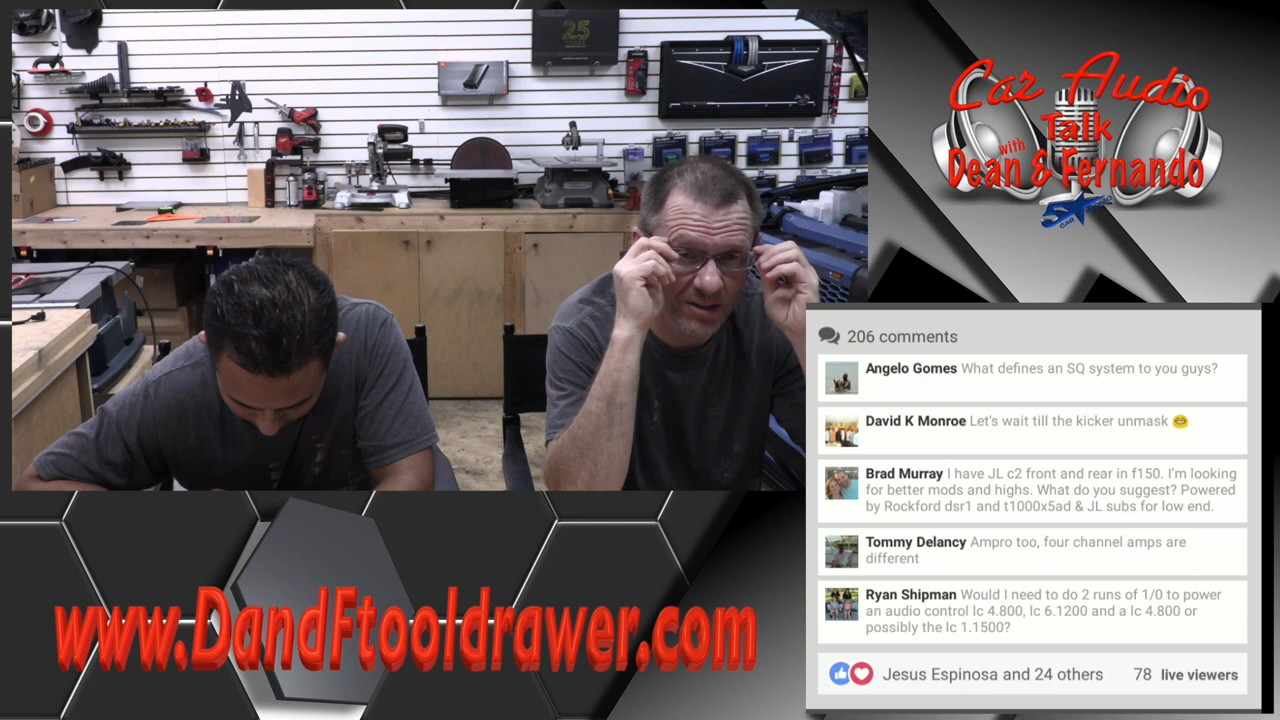 25
Car Audio
Talk
with
Dean & Fernando
5
CAR
206 comments
Angelo Gomes What defines an SQ system to you guys?
David K Monroe Let's wait till the kicker unmask 😁
Brad Murray I have JL c2 front and rear in f150. I'm looking
for better mods and highs. What do you suggest? Powered
by Rockford dsr1 and t1000x5ad & JL subs for low end.
Tommy Delancy Ampro too, four channel amps are
different
Ryan Shipman Would I need to do 2 runs of 1/0 to power
an audio control lc 4.800, lc 6.1200 and a lc 4.800 or
possibly the lc 1.1500?
Jesus Espinosa and 24 others 78 live viewers
www.DandFtooldrawer.com